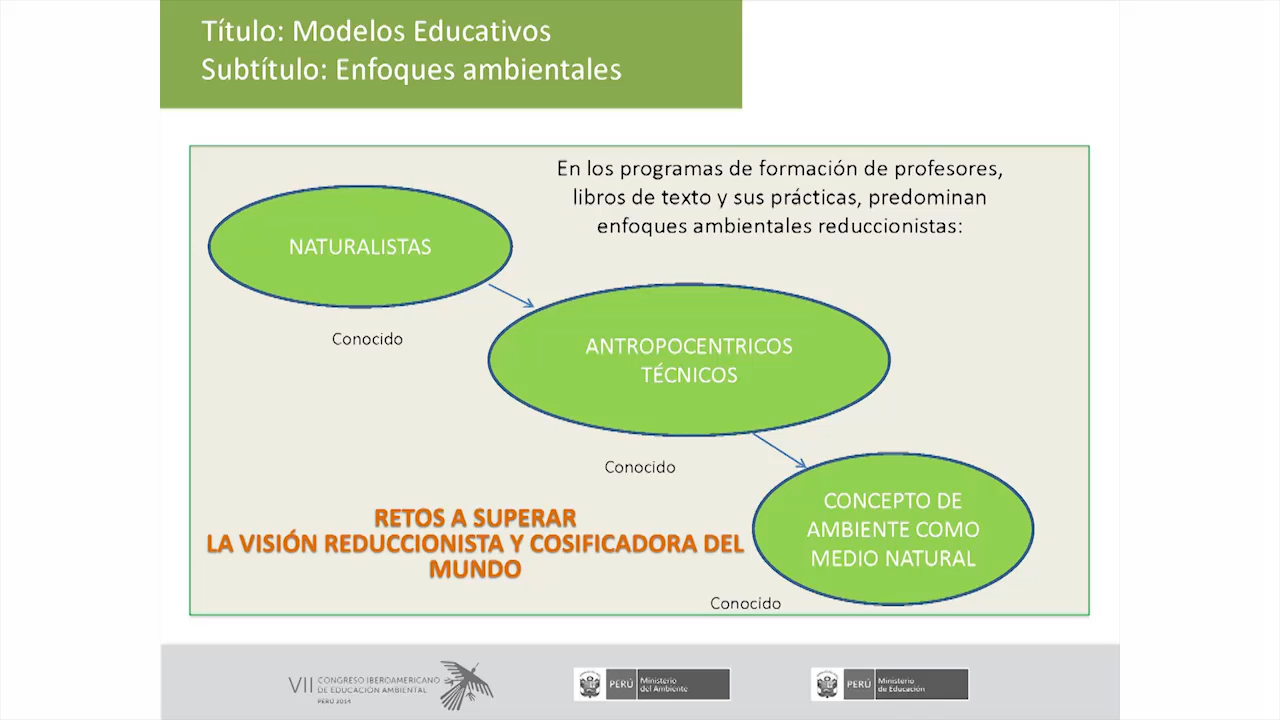 Título: Modelos Educativos
Subtítulo: Enfoques ambientales
En los programas de formación de profesores,
libros de texto y sus prácticas, predominan
enfoques ambientales reduccionistas:
NATURALISTAS
Conocido
ANTROPOCENTRICOS
TÉCNICOS
Conocido
RETOS A SUPERAR
LA VISIÓN REDUCCIONISTA Y COSIFICADORA DEL
MUNDO
CONCEPTO DE
AMBIENTE COMO
MEDIO NATURAL
Conocido
VII CONGRESO IBEROAMERICANO
DE EDUCACIÓN AMBIENTAL
PERÚ 2014
PERÚ Ministerio
del Ambiente
PERÚ Ministerio
de Educación